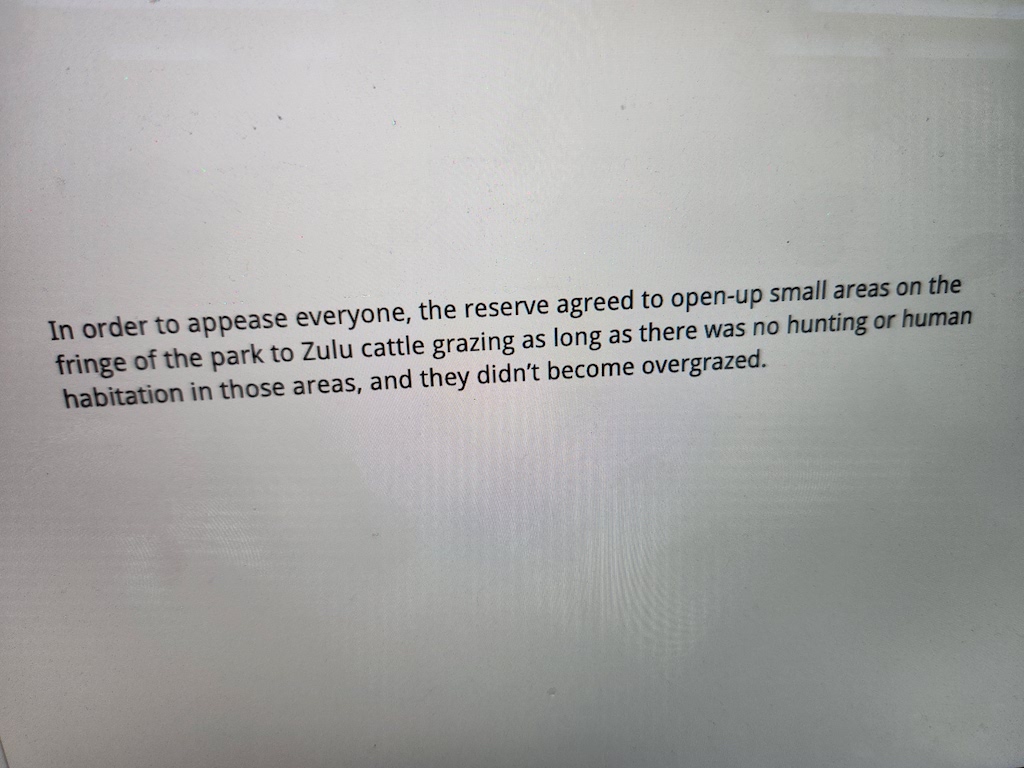 In order to appease everyone, the reserve agreed to open-up small areas on the
fringe of the park to Zulu cattle grazing as long as there was no hunting or human
habitation in those areas, and they didn't become overgrazed.